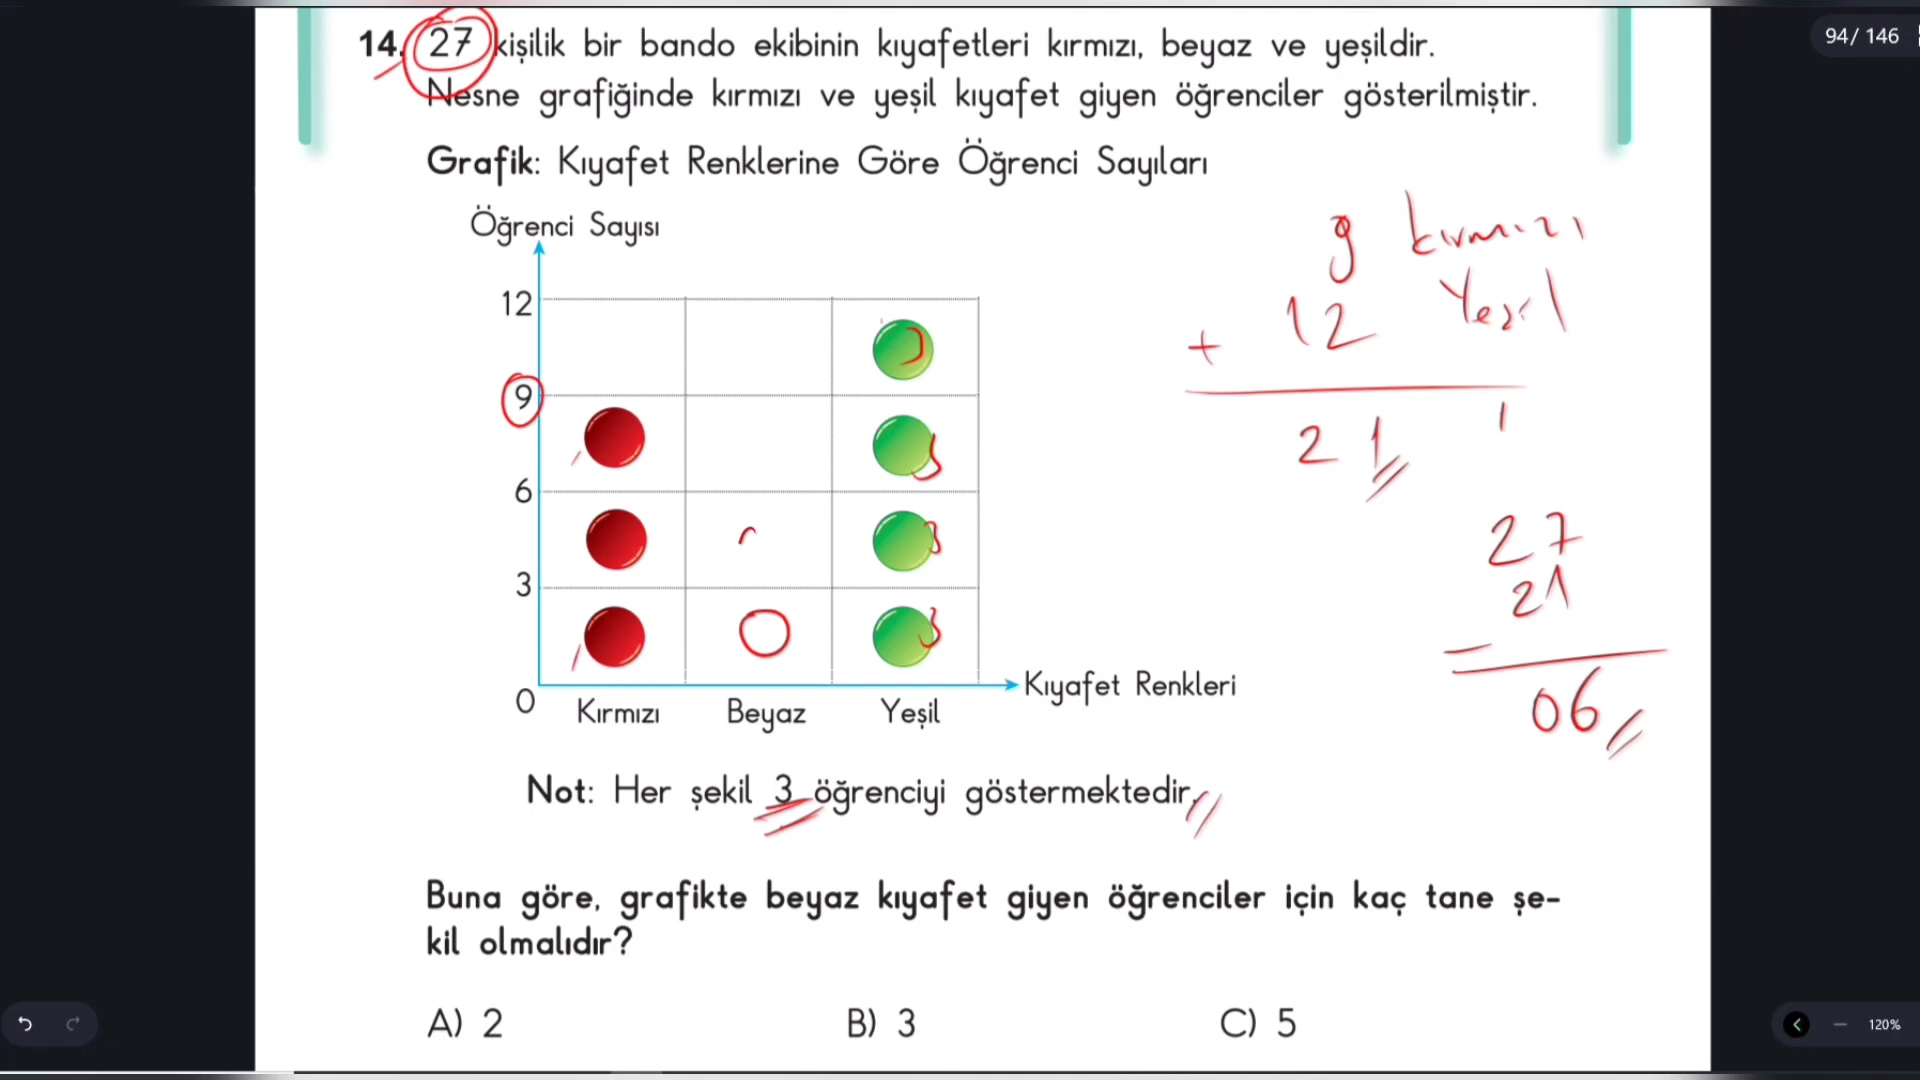 94/ 146
14. 27 kişilik bir bando ekibinin kıyafetleri kırmızı, beyaz ve yeşildir.
Nesne grafiğinde kırmızı ve yeşil kıyafet giyen öğrenciler gösterilmiştir.
Grafik: Kıyafet Renklerine Göre Öğrenci Sayıları
Öğrenci Sayısı
12
9
6
3
0
Kırmızı Beyaz Yeşil
Kıyafet Renkleri
3
3
3
9 kırmızı
+ 12 Yeşil
21
27
21
06
Not: Her şekil 3 öğrenciyi göstermektedir.
Buna göre, grafikte beyaz kıyafet giyen öğrenciler için kaç tane şe-
kil olmalıdır?
A) 2 B) 3 C) 5
120%